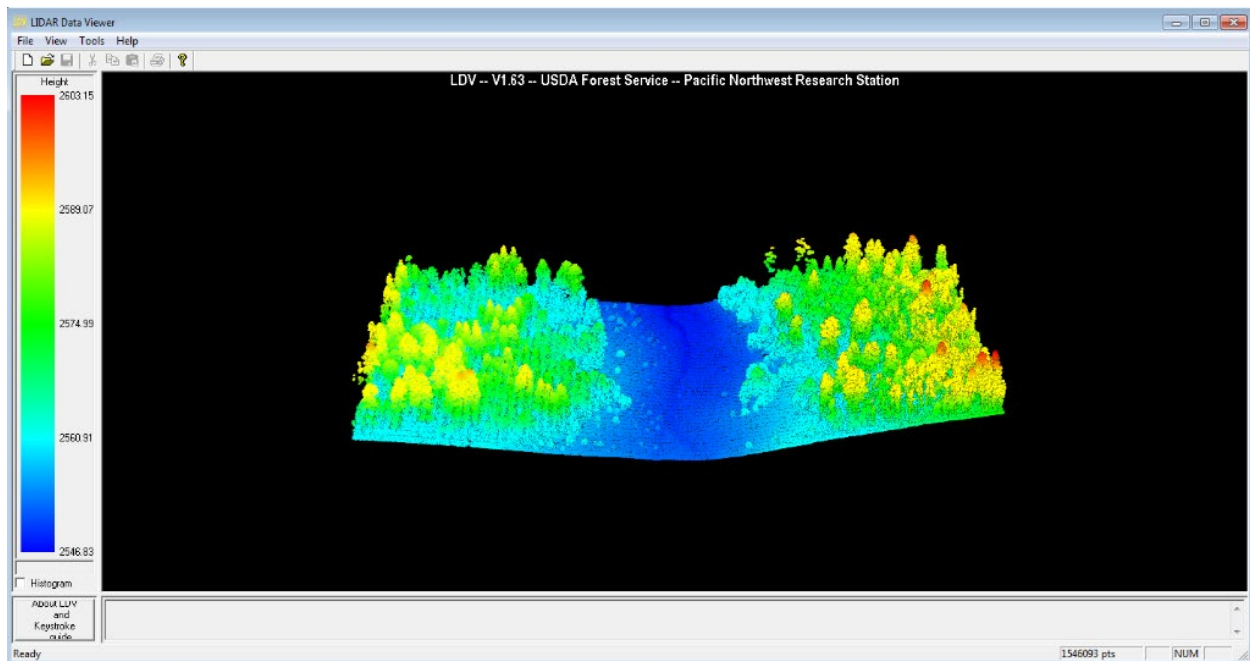 LDV LIDAR Data Viewer
File View Tools Help
LDV -- V1.63 -- USDA Forest Service -- Pacific Northwest Research Station
Height
2603.15
2589.07
2574.99
2560.91
2546.83
Histogram
About LDV
and
Keystroke
guide
Ready
1546093 pts
NUM